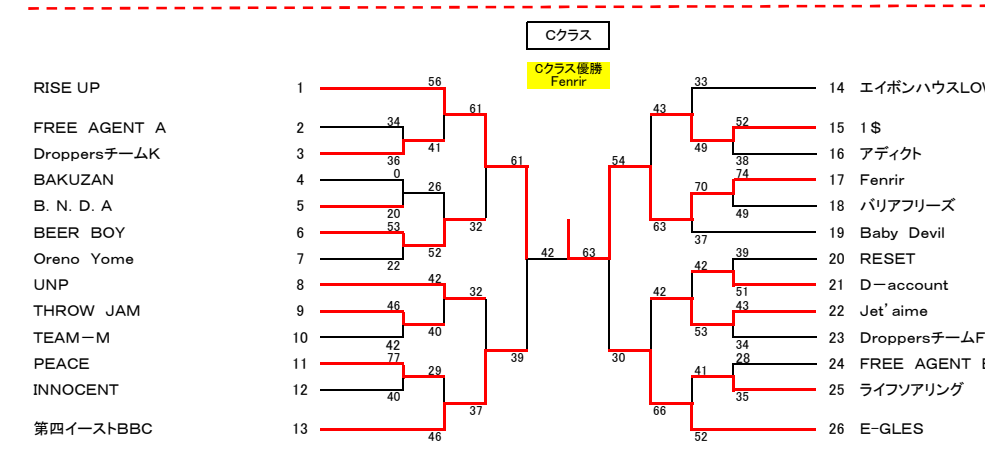 Cクラス
Cクラス優勝
Fenrir
RISE UP 1
FREE AGENT A 2
DroppersチームK 3
BAKUZAN 4
B. N. D. A 5
BEER BOY 6
Oreno Yome 7
UNP 8
THROW JAM 9
TEAM－M 10
PEACE 11
INNOCENT 12
第四イーストBBC 13
56
34
36
41
0
20
26
53
22
52
61
32
42
46
42
40
77
40
29
46
32
37
61
39
42
63
54
30
43
63
42
66
33
49
52
38
70
74
49
37
42
39
51
53
43
34
41
28
35
52
14 エイボンハウスLOW
15 1＄
16 アディクト
17 Fenrir
18 バリアフリーズ
19 Baby Devil
20 RESET
21 D－account
22 Jet'aime
23 DroppersチームF
24 FREE AGENT
25 ライフソアリング
26 E-GLES